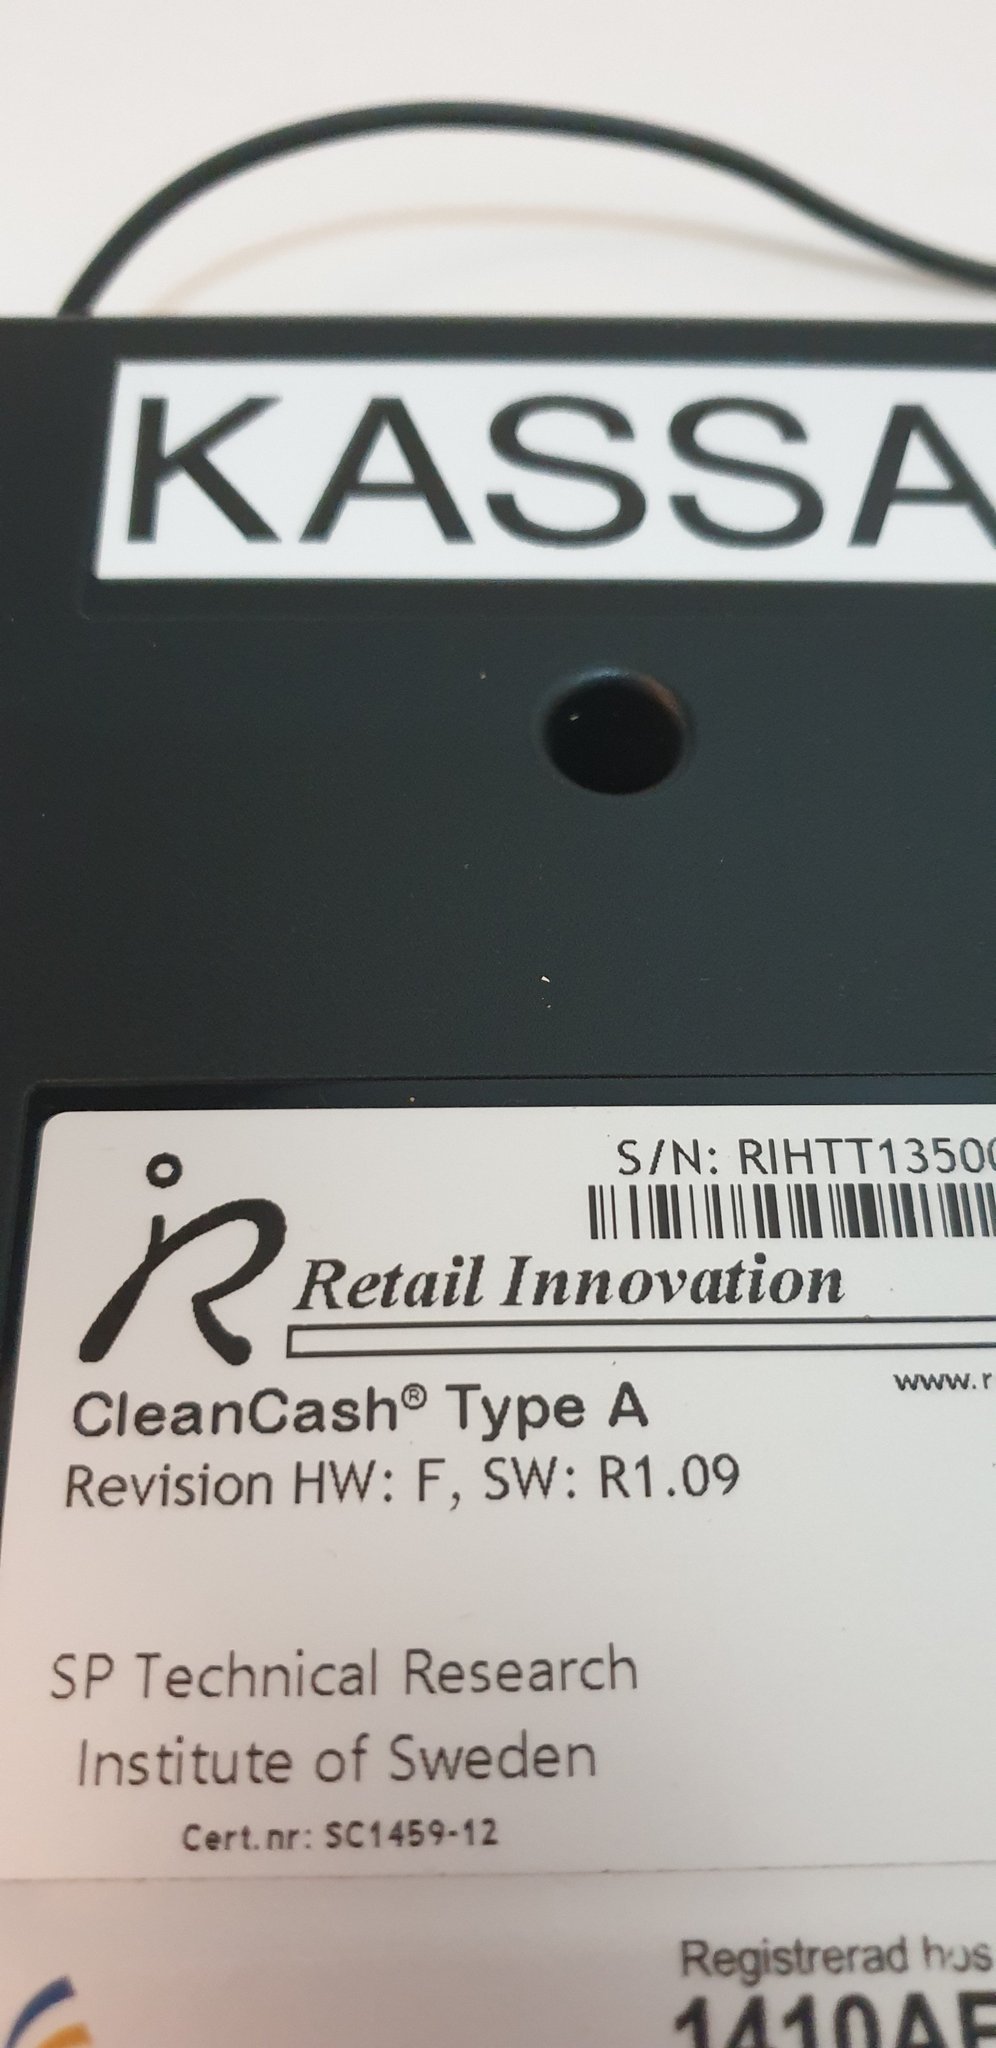 KASSA
S/N: RIHTT1350
Retail Innovation
www.r
CleanCash® Type A
Revision HW: F, SW: R1.09
SP Technical Research
Institute of Sweden
Cert.nr: SC1459-12
Registrerad hos
1410A